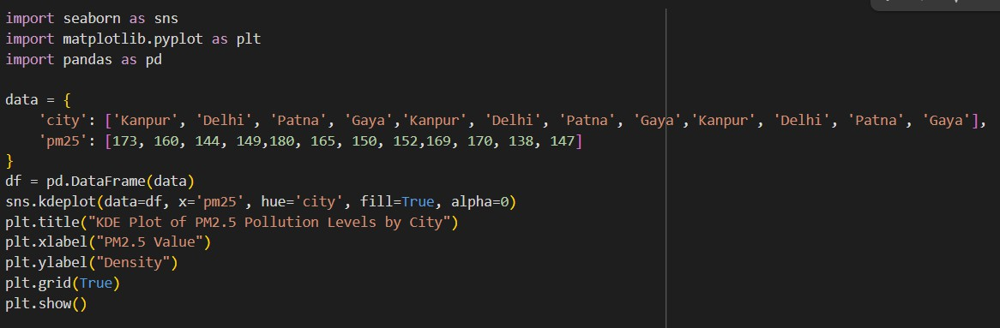 import seaborn as sns
import matplotlib.pyplot as plt
import pandas as pd
data = {
    'city': ['Kanpur', 'Delhi', 'Patna', 'Gaya','Kanpur', 'Delhi', 'Patna', 'Gaya','Kanpur', 'Delhi', 'Patna', 'Gaya'],
    'pm25': [173, 160, 144, 149,180, 165, 150, 152,169, 170, 138, 147]
}
df = pd.DataFrame(data)
sns.kdeplot(data=df, x='pm25', hue='city', fill=True, alpha=0)
plt.title("KDE Plot of PM2.5 Pollution Levels by City")
plt.xlabel("PM2.5 Value")
plt.ylabel("Density")
plt.grid(True)
plt.show()